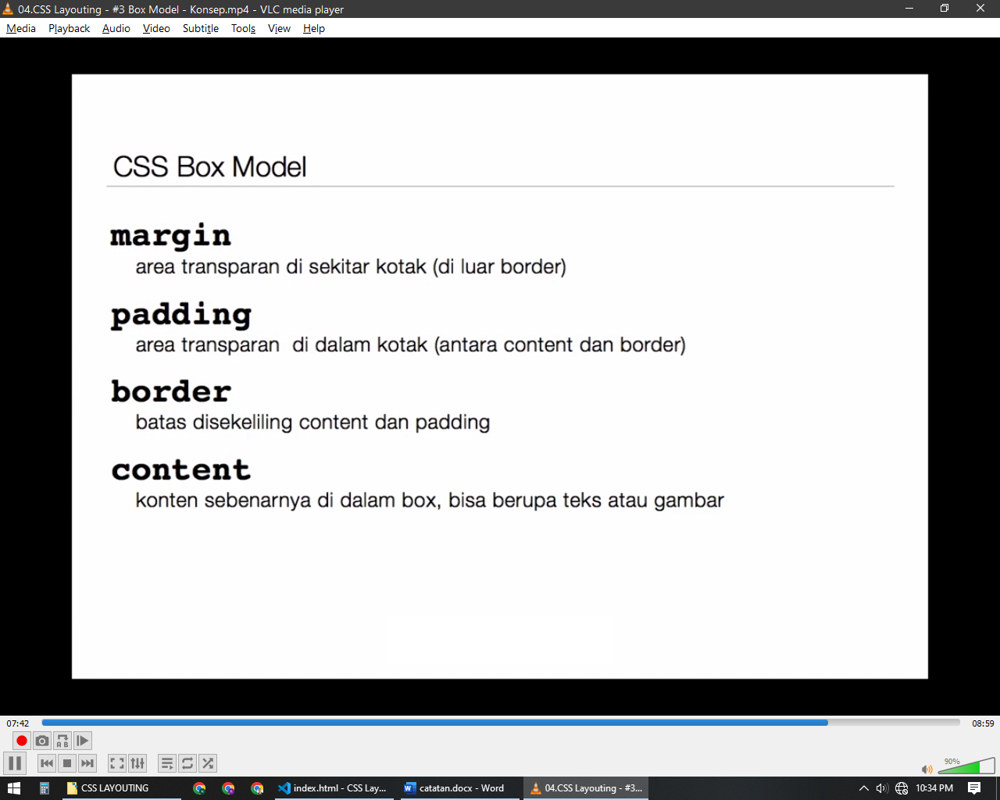 04.CSS Layouting - #3 Box Model - Konsep.mp4 - VLC media player
Media Playback Audio Video Subtitle Tools View Help
CSS Box Model
margin
area transparan di sekitar kotak (di luar border)
padding
area transparan di dalam kotak (antara content dan border)
border
batas disekeliling content dan padding
content
konten sebenarnya di dalam box, bisa berupa teks atau gambar
07:42 08:59
A B
90%
CSS LAYOUTING index.html - CSS Lay... catatan.docx - Word 04.CSS Layouting - #3... 10:34 PM